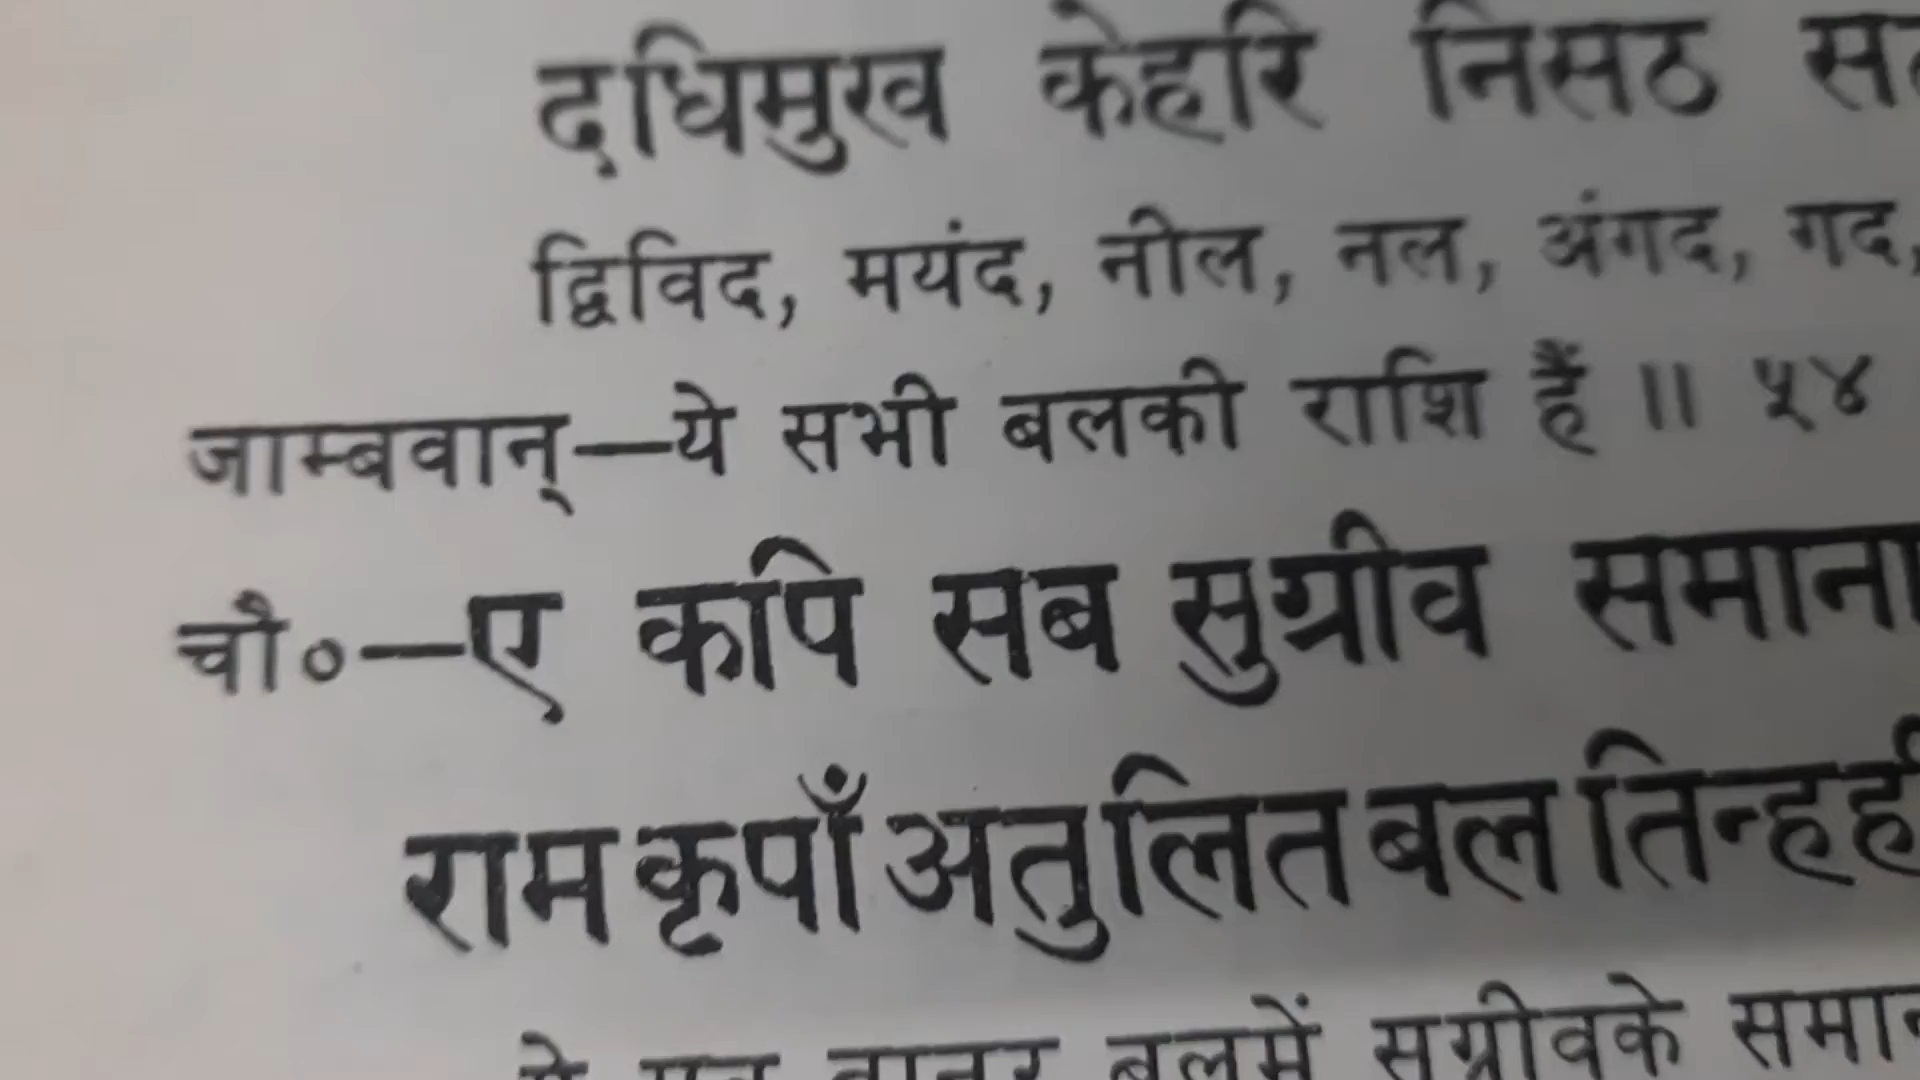 दधिमुख केहरि निसठ
द्विविद, मयंद, नील, नल, अंगद, गद,
जाम्बवान्—ये सभी बलकी राशि हैं ॥ ५४
चौ०—ए कपि सब सुग्रीव समाना
राम कृपाँ अतुलित बल तिन्हही
बलमें सुग्रीवके समान